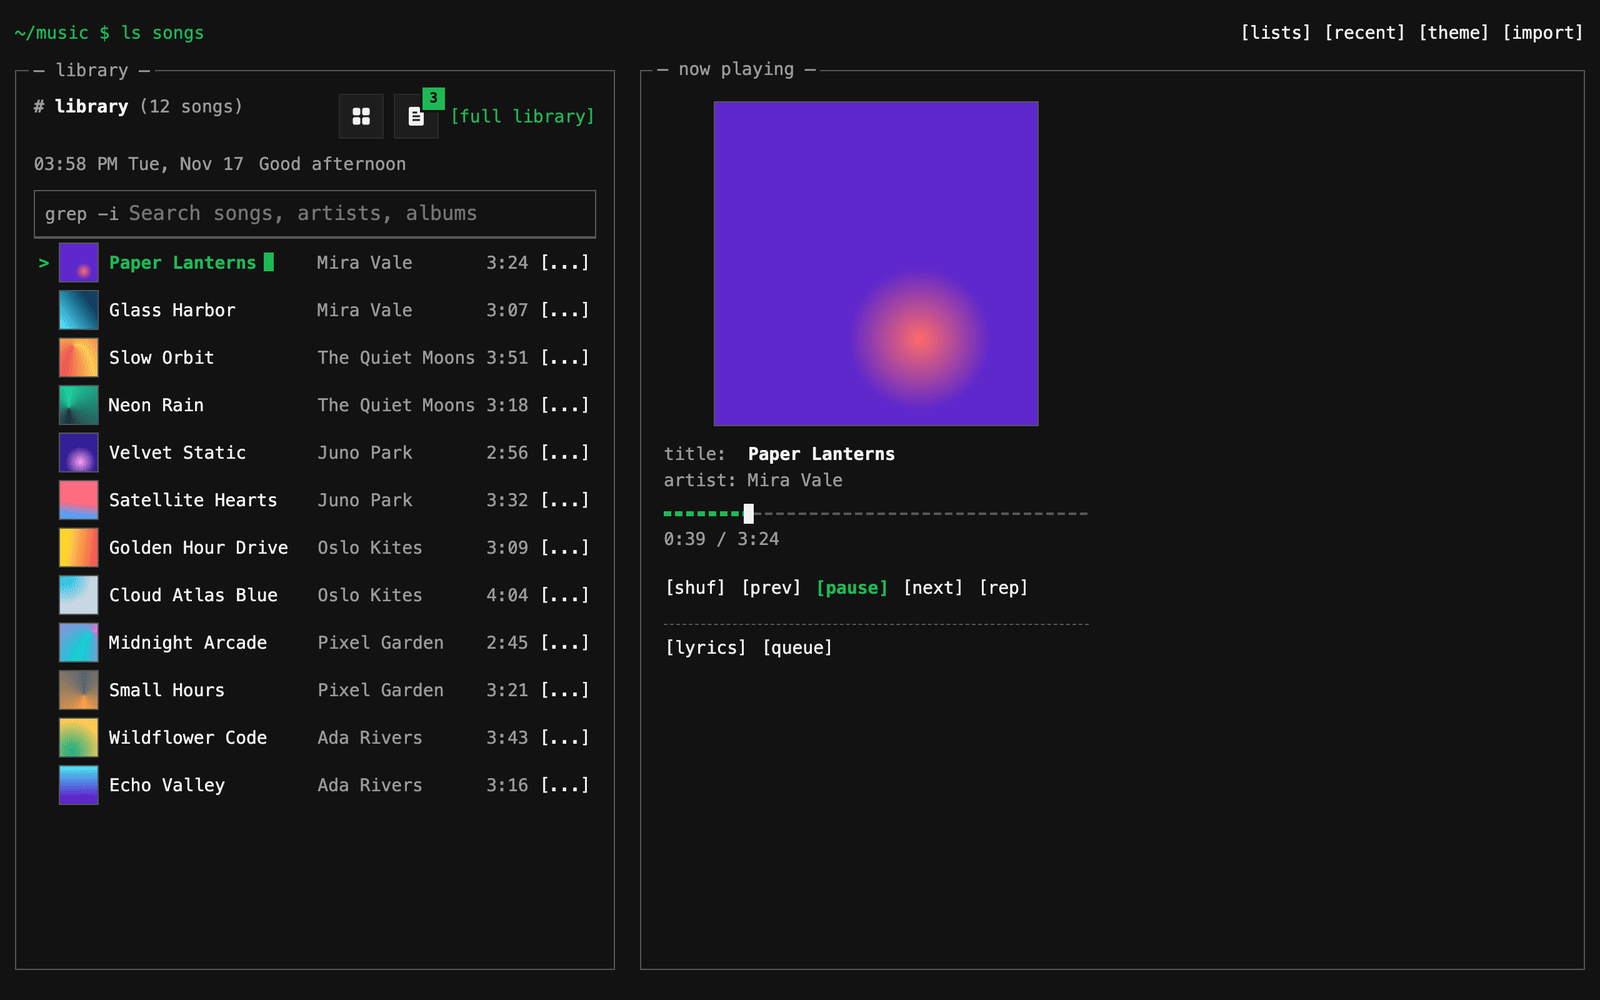 ~/music $ ls songs
[lists] [recent] [theme] [import]
— library —
# library (12 songs)
3
[full library]
03:58 PM Tue, Nov 17 Good afternoon
grep -i Search songs, artists, albums
> Paper Lanterns Mira Vale 3:24 [...]
Glass Harbor Mira Vale 3:07 [...]
Slow Orbit The Quiet Moons 3:51 [...]
Neon Rain The Quiet Moons 3:18 [...]
Velvet Static Juno Park 2:56 [...]
Satellite Hearts Juno Park 3:32 [...]
Golden Hour Drive Oslo Kites 3:09 [...]
Cloud Atlas Blue Oslo Kites 4:04 [...]
Midnight Arcade Pixel Garden 2:45 [...]
Small Hours Pixel Garden 3:21 [...]
Wildflower Code Ada Rivers 3:43 [...]
Echo Valley Ada Rivers 3:16 [...]
— now playing —
title: Paper Lanterns
artist: Mira Vale
0:39 / 3:24
[shuf] [prev] [pause] [next] [rep]
[lyrics] [queue]